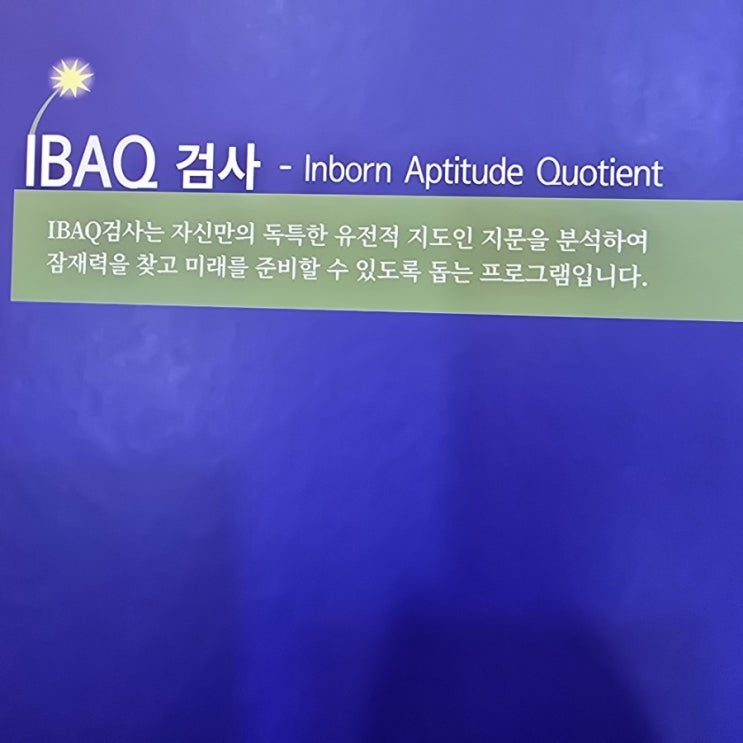 IBAQ 검사 - Inborn Aptitude Quotient
IBAQ검사는 자신만의 독특한 유전적 지도인 지문을 분석하여
잠재력을 찾고 미래를 준비할 수 있도록 돕는 프로그램입니다.